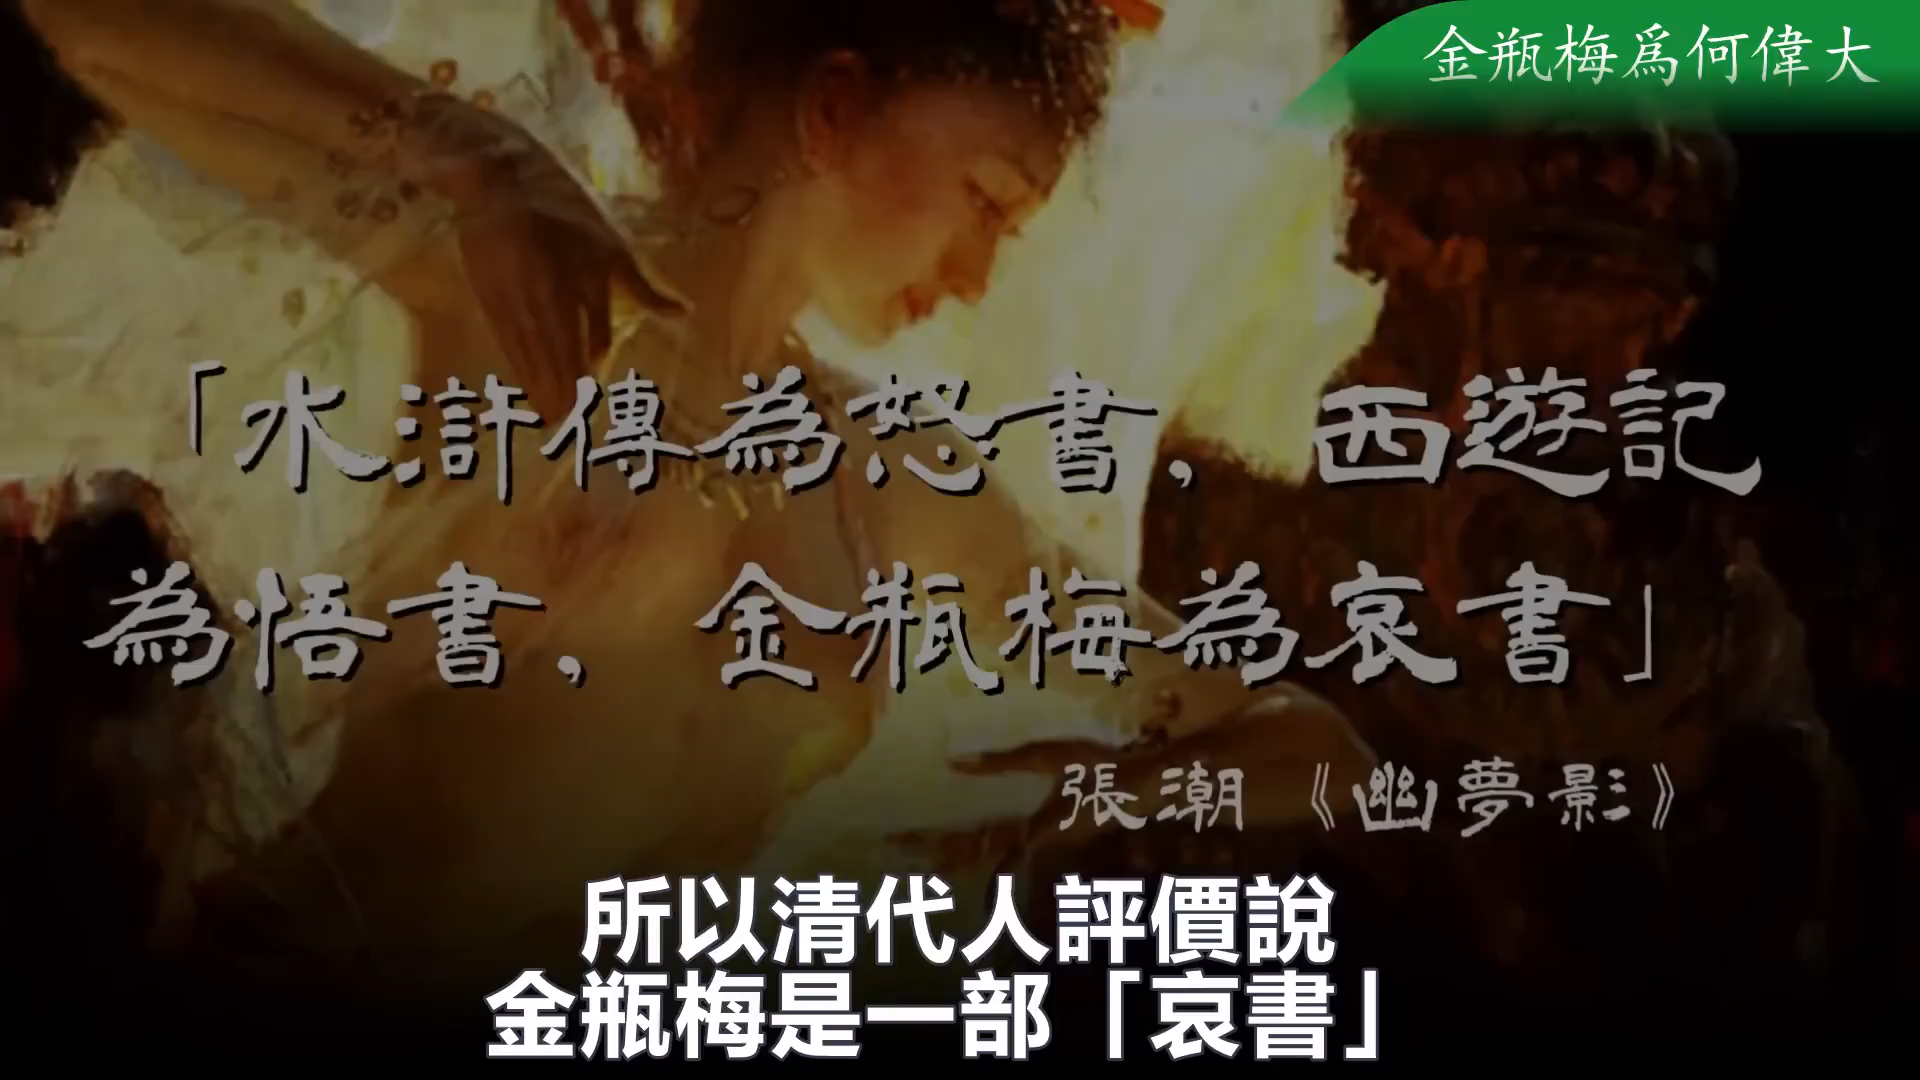 金瓶梅爲何偉大
「水滸傳為怒書，西遊記
為悟書，金瓶梅為哀書」
張潮《幽夢影》
所以清代人評價說
金瓶梅是一部「哀書」